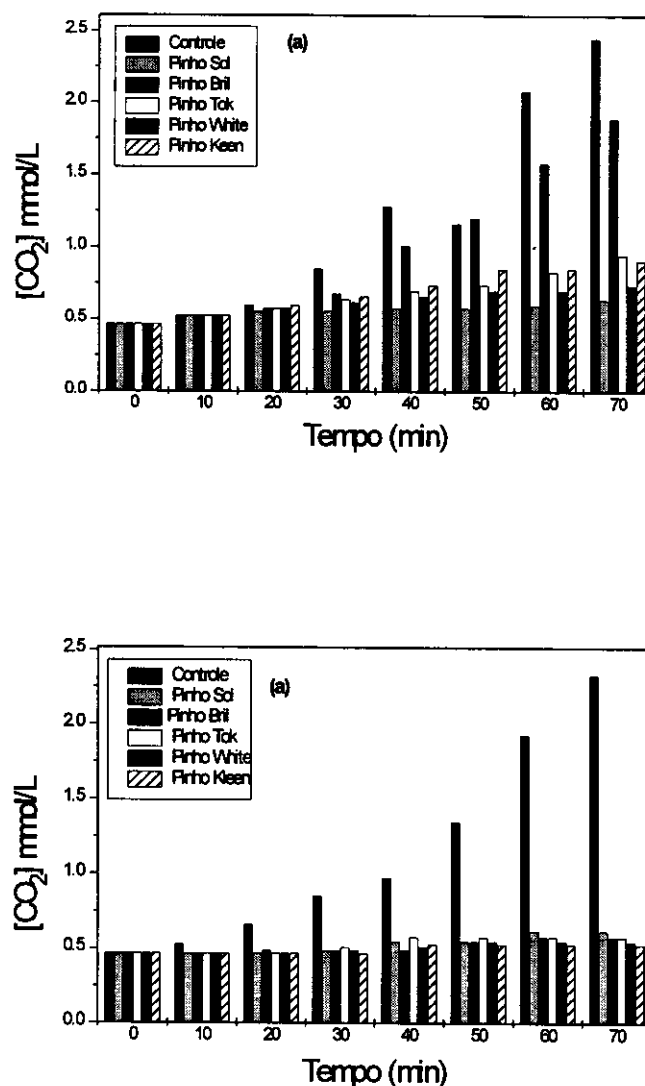 2.5
2.0
1.5
1.0
0.5
0.0
[CO2] mmol/L
Controle
Pinho Sol
Pinho Bril
Pinho Tok
Pinho White
Pinho Keen
(a)
0 10 20 30 40 50 60 70
Tempo (min)
2.5
2.0
1.5
1.0
0.5
0.0
[CO2] mmol/L
Controle
Pinho Sol
Pinho Bril
Pinho Tok
Pinho White
Pinho Kleen
(a)
0 10 20 30 40 50 60 70
Tempo (min)